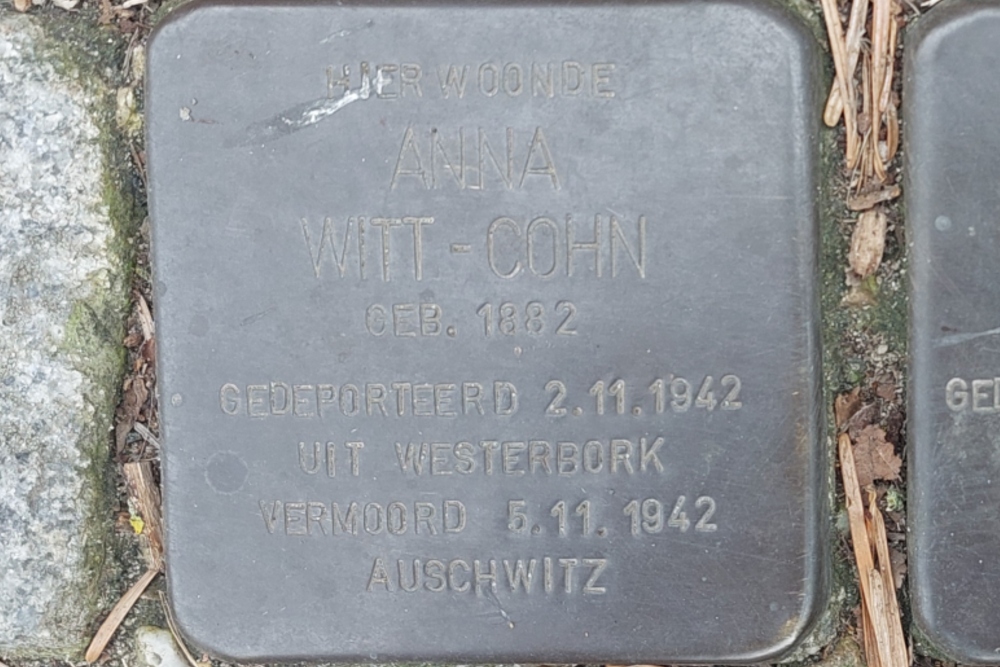 HIER WOONDE
ANNA
WITT-COHN
GEB. 1882
GEDEPORTEERD 2.11.1942
UIT WESTERBORK
VERMOORD 5.11.1942
AUSCHWITZ